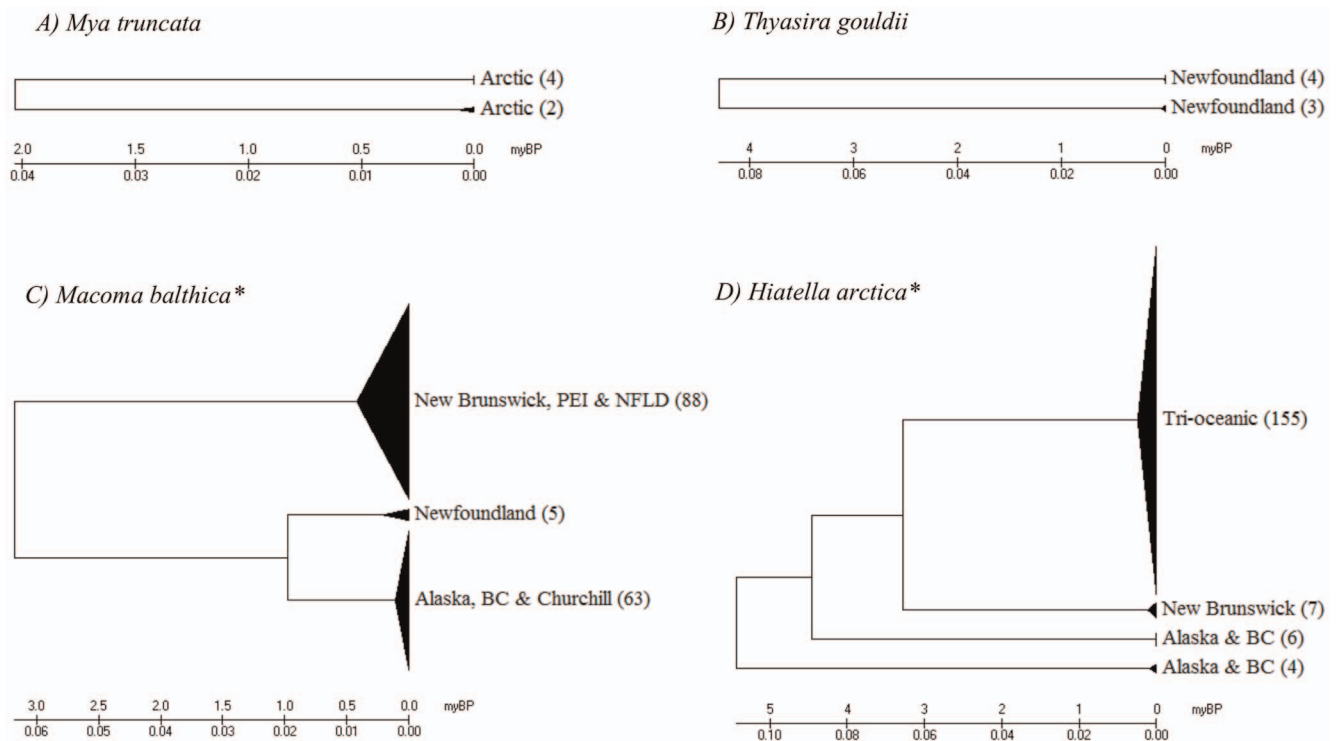 A) Mya truncata
Arctic (4)
Arctic (2)
2.0 1.5 1.0 0.5 0.0 myBP
0.04 0.03 0.02 0.01 0.00
B) Thyasira gouldii
Newfoundland (4)
Newfoundland (3)
4 3 2 1 0 myBP
0.08 0.06 0.04 0.02 0.00
C) Macoma balthica*
New Brunswick, PEI & NFLD (88)
Newfoundland (5)
Alaska, BC & Churchill (63)
3.0 2.5 2.0 1.5 1.0 0.5 0.0 myBP
0.06 0.05 0.04 0.03 0.02 0.01 0.00
D) Hiatella arctica*
Tri-oceanic (155)
New Brunswick (7)
Alaska & BC (6)
Alaska & BC (4)
5 4 3 2 1 0 myBP
0.10 0.08 0.06 0.04 0.02 0.00